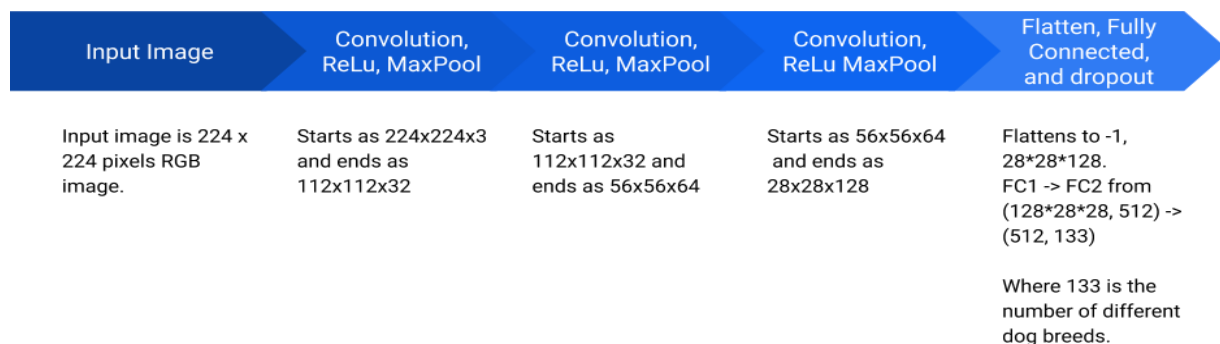 Input Image
Convolution,
ReLu, MaxPool
Convolution,
ReLu, MaxPool
Convolution,
ReLu MaxPool
Flatten, Fully
Connected,
and dropout
Input image is 224 x
224 pixels RGB
image.
Starts as 224x224x3
and ends as
112x112x32
Starts as
112x112x32 and
ends as 56x56x64
Starts as 56x56x64
and ends as
28x28x128
Flattens to -1,
28*28*128.
FC1 -> FC2 from
(128*28*28, 512) ->
(512, 133)
Where 133 is the
number of different
dog breeds.